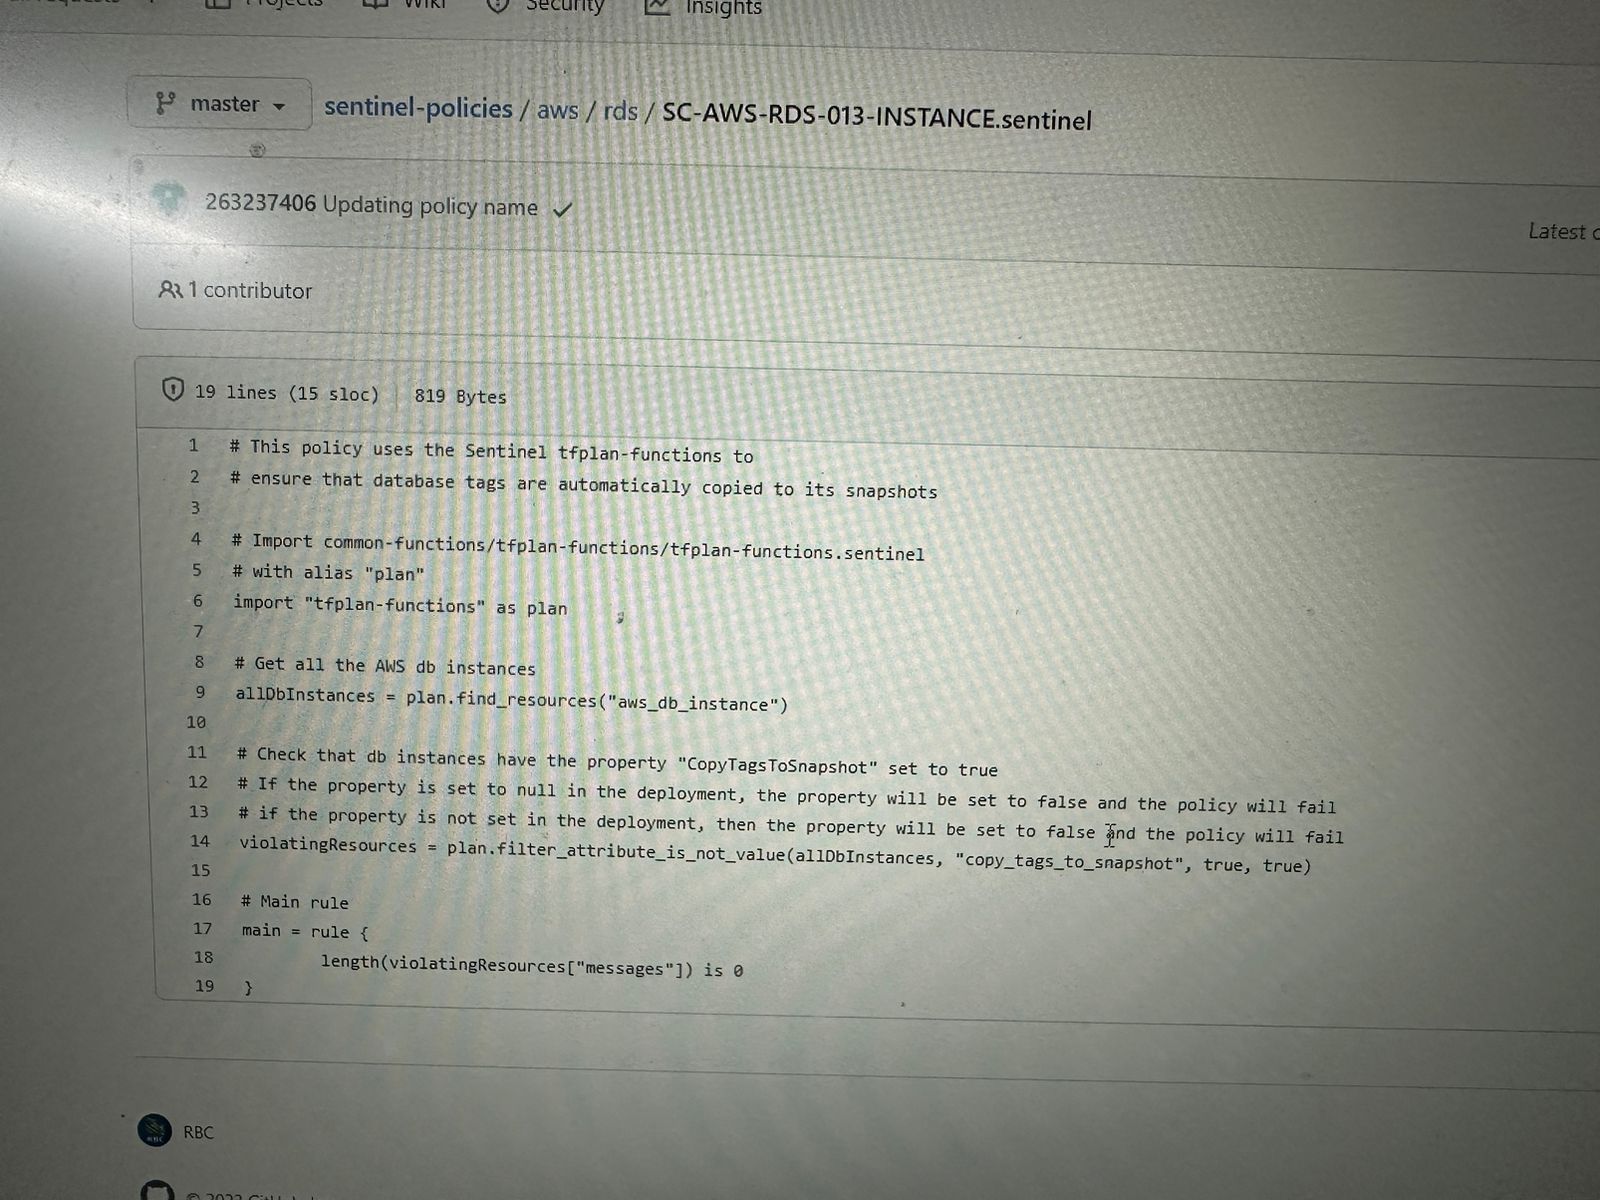 Projects
Wiki
Security
Insights
master
sentinel-policies / aws / rds / SC-AWS-RDS-013-INSTANCE.sentinel
263237406 Updating policy name
Latest
1 contributor
19 lines (15 sloc) 819 Bytes
1 # This policy uses the Sentinel tfplan-functions to
2 # ensure that database tags are automatically copied to its snapshots
3
4 # Import common-functions/tfplan-functions/tfplan-functions.sentinel
5 # with alias "plan"
6 import "tfplan-functions" as plan
7
8 # Get all the AWS db instances
9 allDbInstances = plan.find_resources("aws_db_instance")
10
11 # Check that db instances have the property "CopyTagsToSnapshot" set to true
12 # If the property is set to null in the deployment, the property will be set to false and the policy will fail
13 # if the property is not set in the deployment, then the property will be set to false and the policy will fail
14 violatingResources = plan.filter_attribute_is_not_value(allDbInstances, "copy_tags_to_snapshot", true, true)
15
16 # Main rule
17 main = rule {
18 length(violatingResources["messages"]) is 0
19 }
RBC